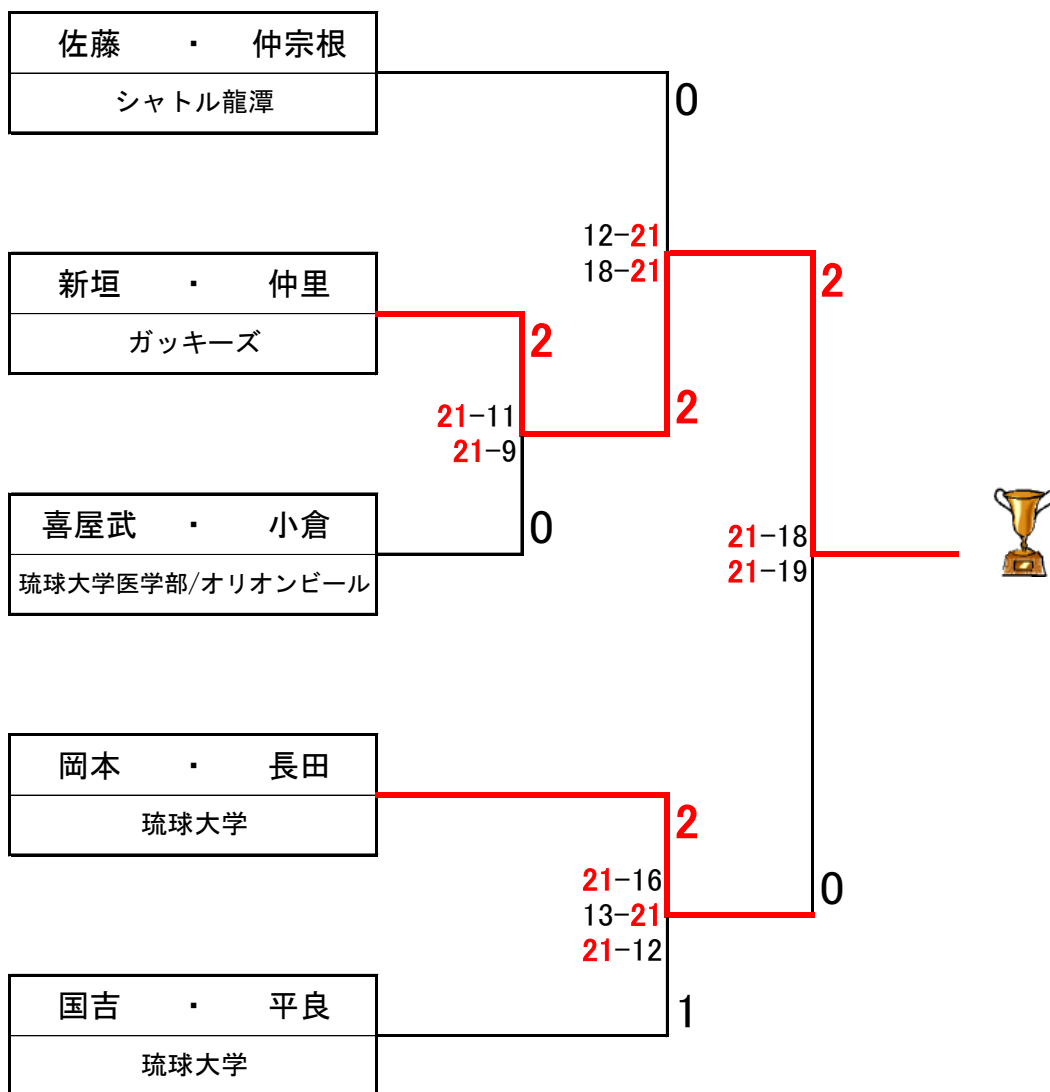 佐藤 ・ 仲宗根
シャトル龍潭
0
12-21
18-21
新垣 ・ 仲里
ガッキーズ
2
2
21-11
21-9
2
喜屋武 ・ 小倉
琉球大学医学部/オリオンビール
0
21-18
21-19
岡本 ・ 長田
琉球大学
2
21-16
13-21
21-12
0
国吉 ・ 平良
琉球大学
1